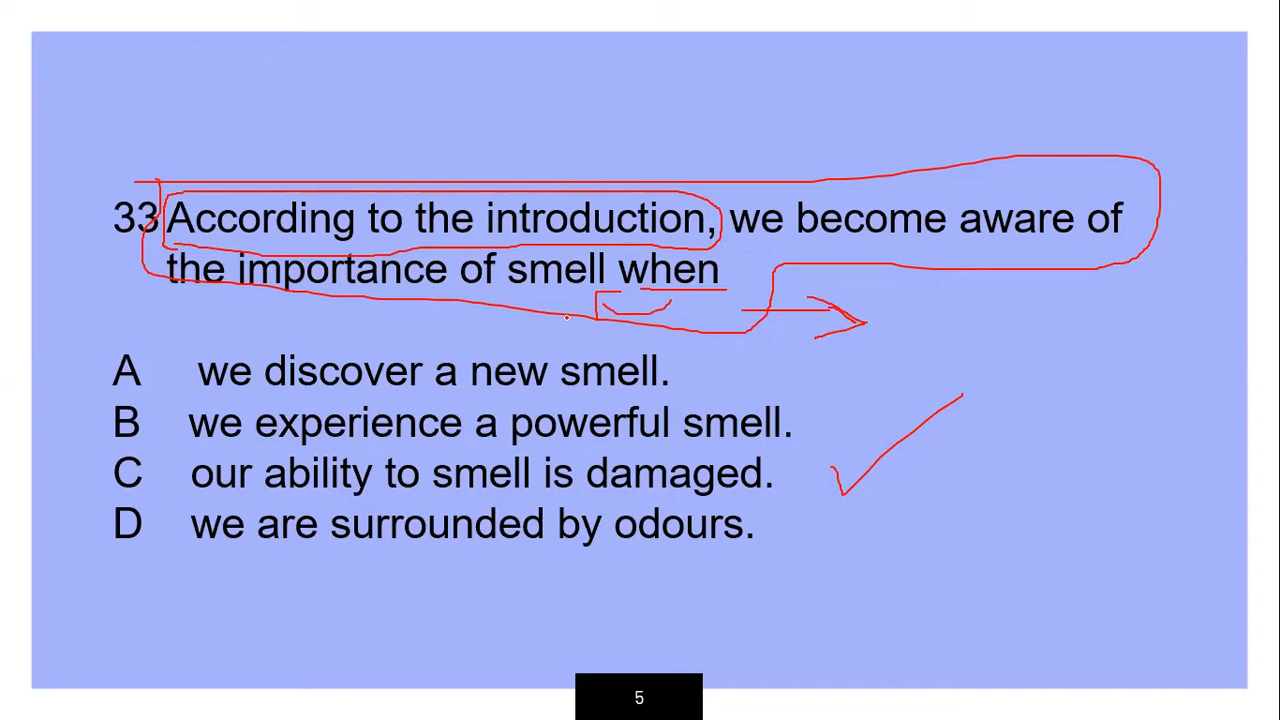 33 According to the introduction, we become aware of
the importance of smell when
A we discover a new smell.
B we experience a powerful smell.
C our ability to smell is damaged.
D we are surrounded by odours.
5